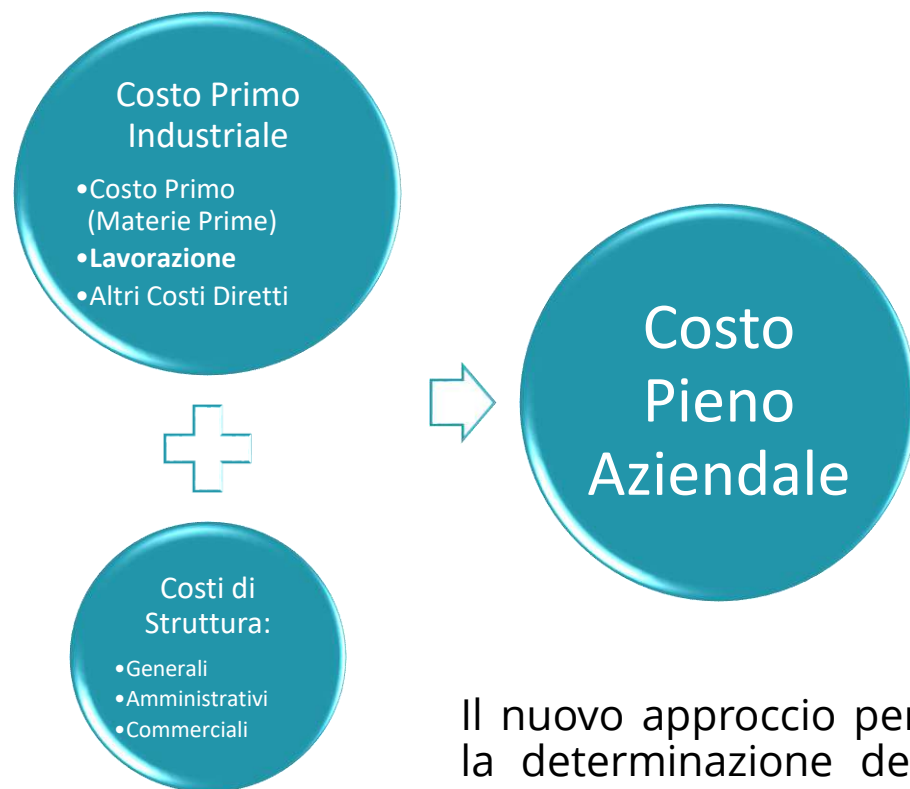 Costo Primo
Industriale
•Costo Primo
(Materie Prime)
•Lavorazione
•Altri Costi Diretti
Costi di
Struttura:
•Generali
•Amministrativi
•Commerciali
Costo
Pieno
Aziendale
Il nuovo approccio per
la determinazione de